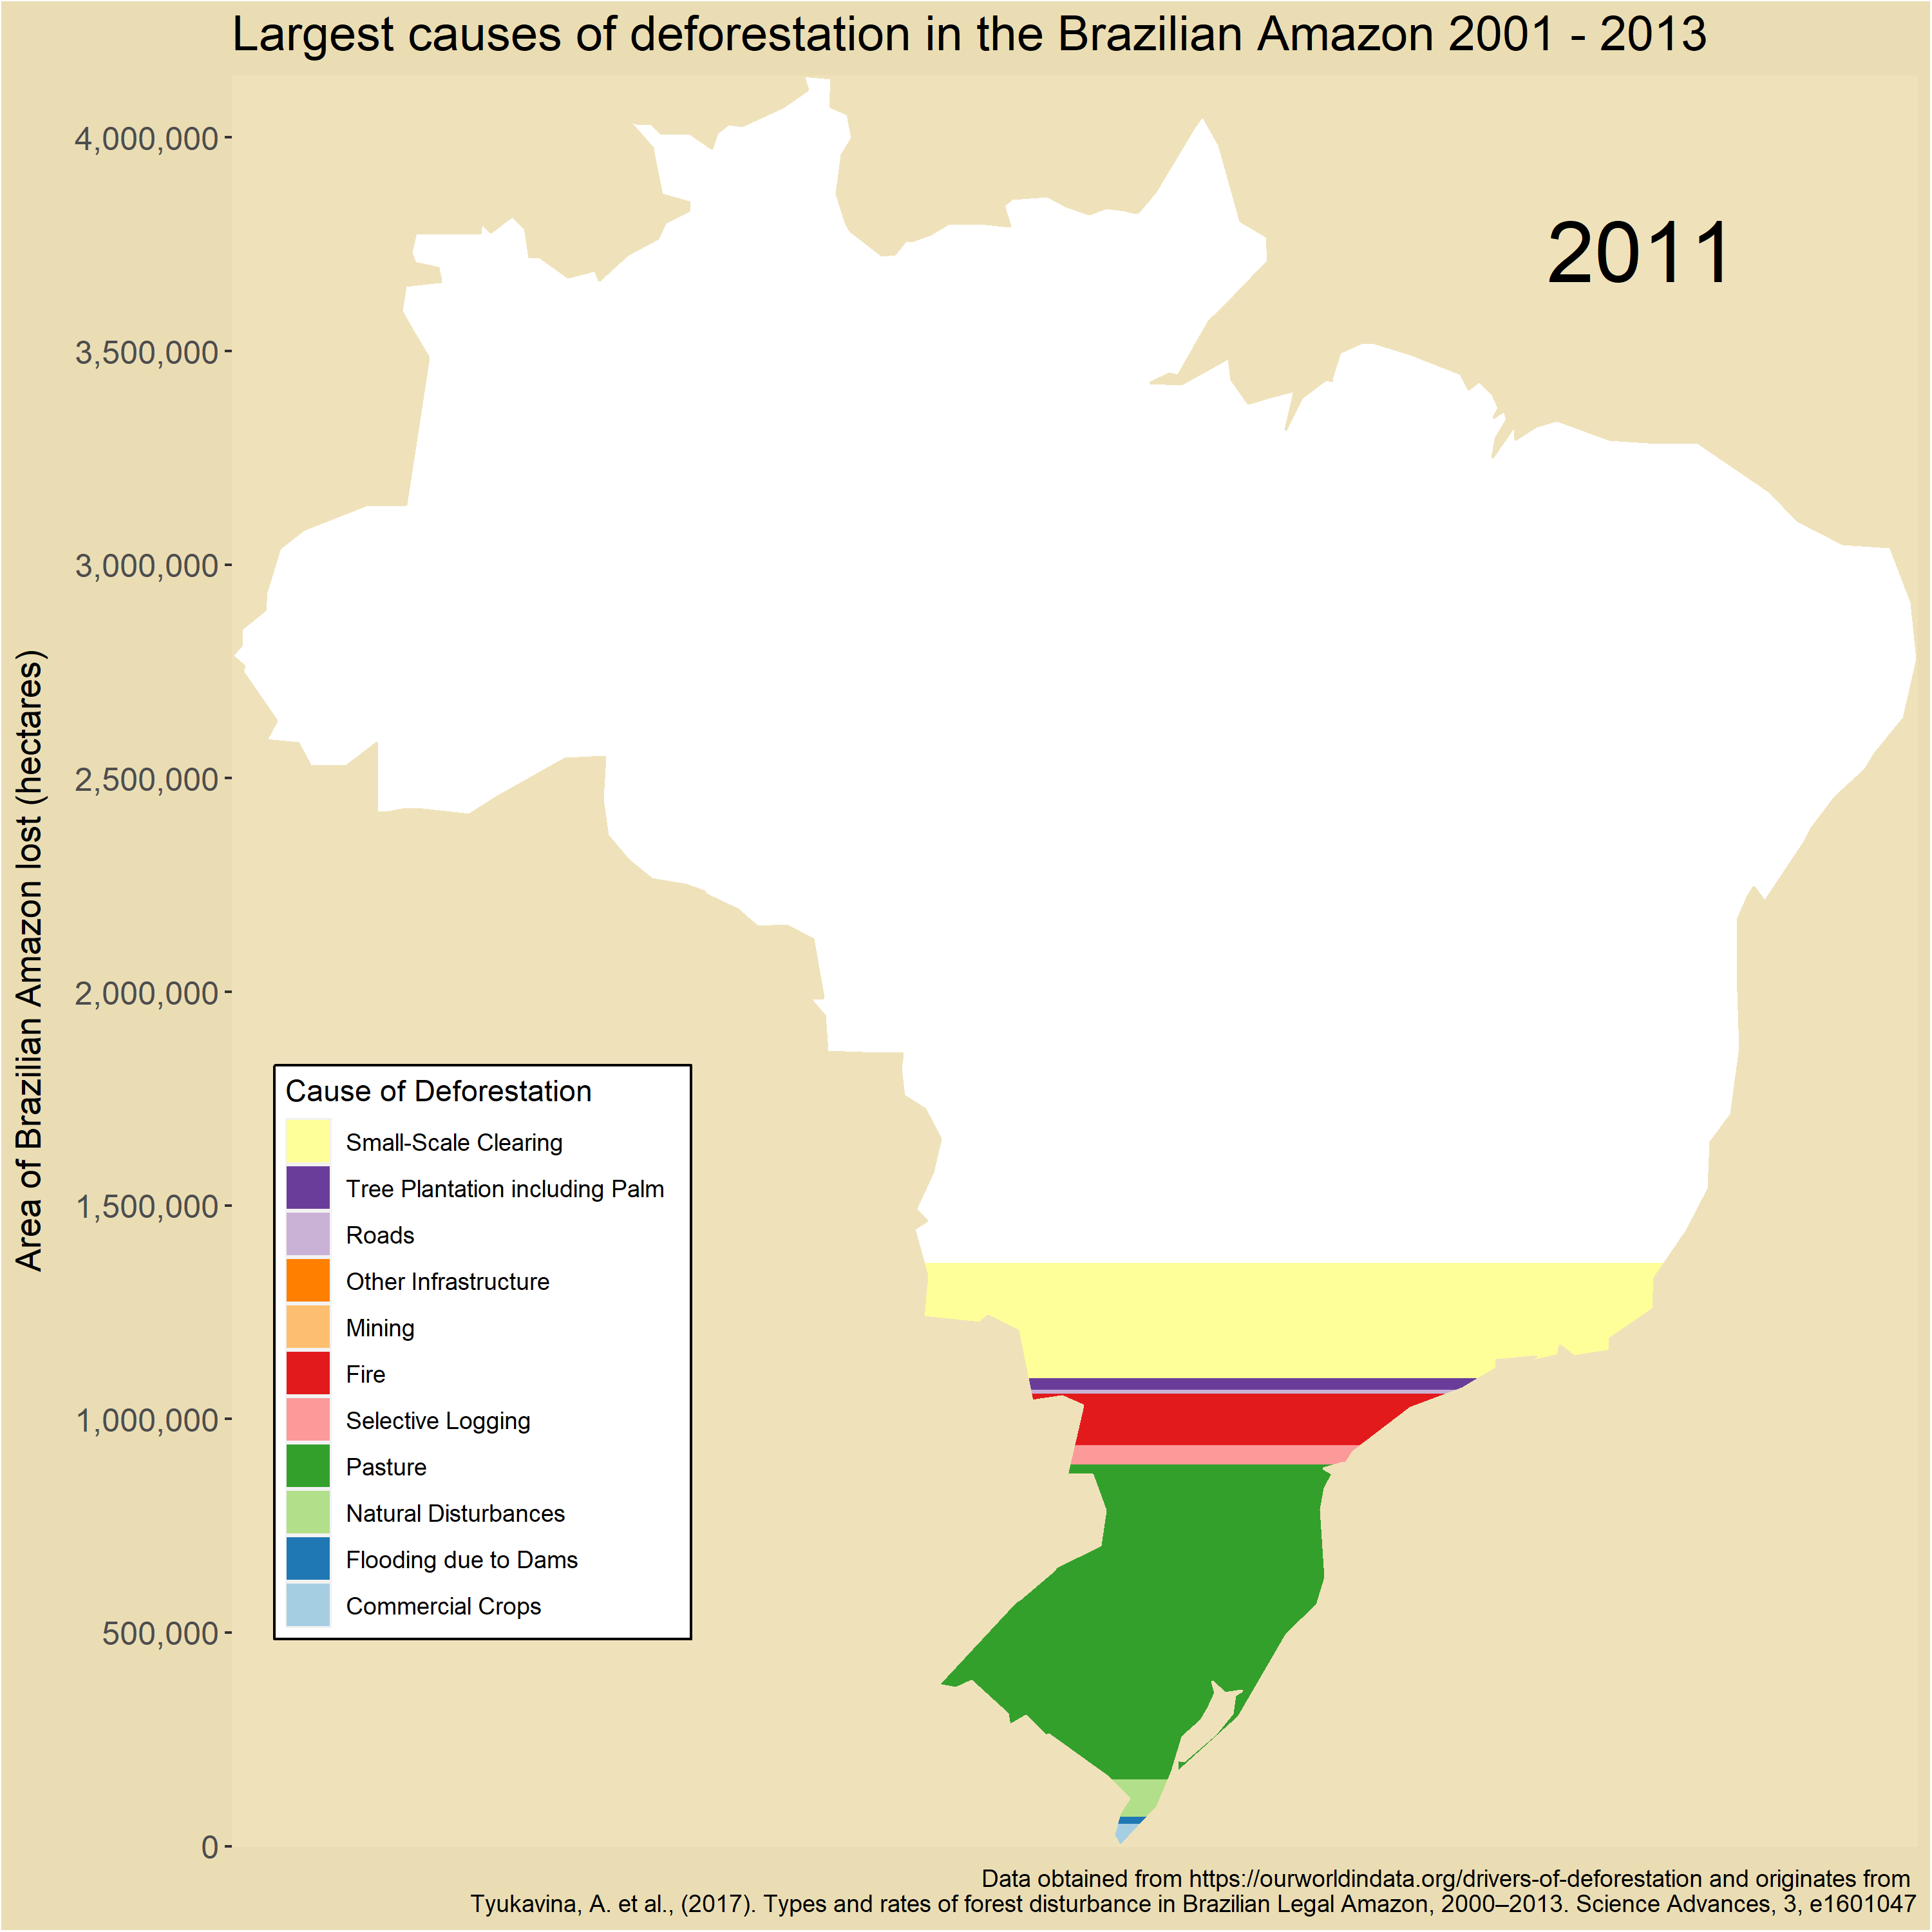 Largest causes of deforestation in the Brazilian Amazon 2001 - 2013
2011
Area of Brazilian Amazon lost (hectares)
4,000,000
3,500,000
3,000,000
2,500,000
2,000,000
1,500,000
1,000,000
500,000
0
Cause of Deforestation
Small-Scale Clearing
Tree Plantation including Palm
Roads
Other Infrastructure
Mining
Fire
Selective Logging
Pasture
Natural Disturbances
Flooding due to Dams
Commercial Crops
Data obtained from https://ourworldindata.org/drivers-of-deforestation and originates from
Tyukavina, A. et al., (2017). Types and rates of forest disturbance in Brazilian Legal Amazon, 2000–2013. Science Advances, 3, e1601047